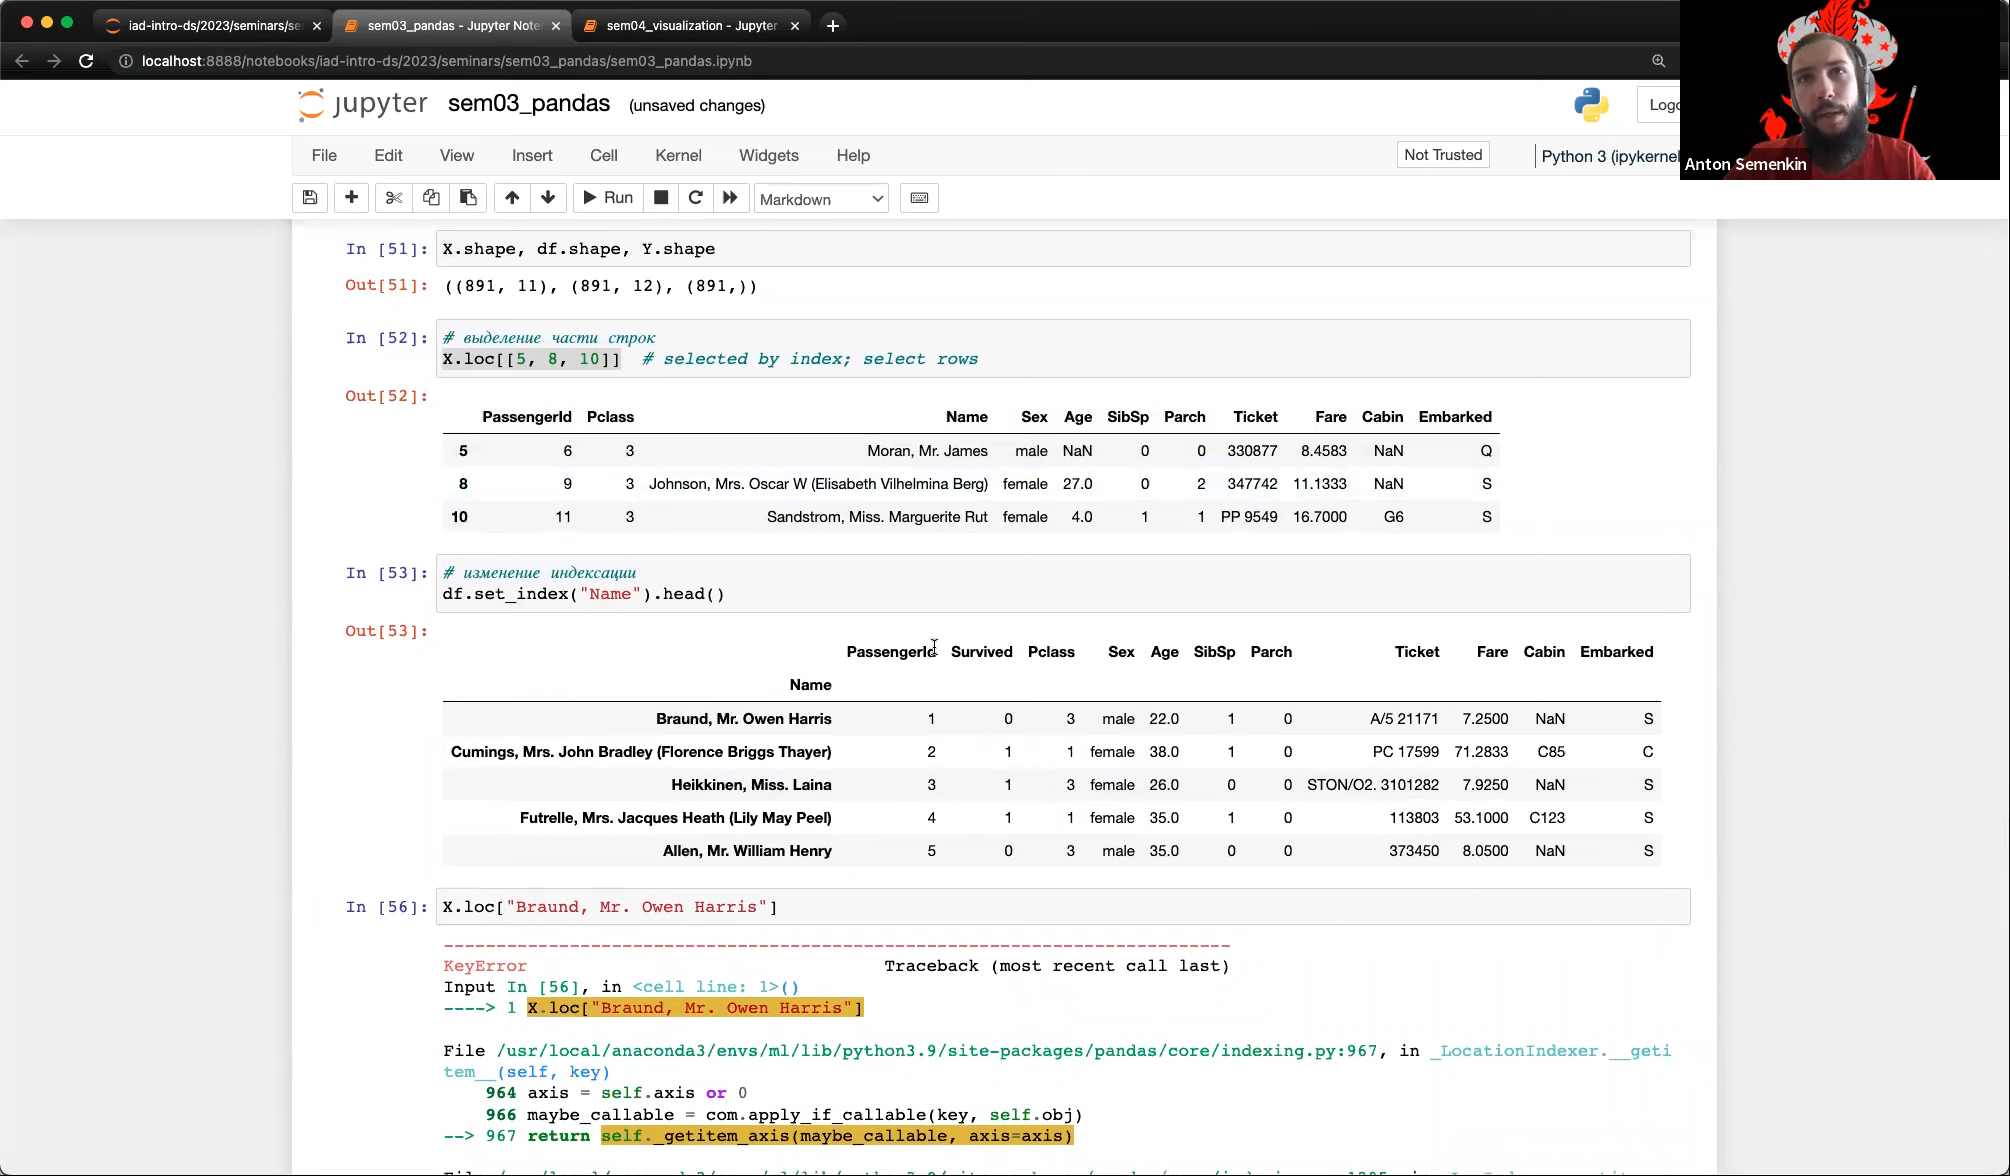 iad-intro-ds/2023/seminars/se
sem03_pandas - Jupyter Note
sem04_visualization - Jupyter
localhost:8888/notebooks/iad-intro-ds/2023/seminars/sem03_pandas/sem03_pandas.ipynb
jupyter sem03_pandas (unsaved changes)
Logo
File Edit View Insert Cell Kernel Widgets Help
Not Trusted
Python 3 (ipykernel
Anton Semenkin
Run
Markdown
In [51]: X.shape, df.shape, Y.shape
Out[51]: ((891, 11), (891, 12), (891,))
In [52]: # выделение части строк
X.loc[[5, 8, 10]] # selected by index; select rows
Out[52]:
PassengerId Pclass Name Sex Age SibSp Parch Ticket Fare Cabin Embarked
5 6 3 Moran, Mr. James male NaN 0 0 330877 8.4583 NaN Q
8 9 3 Johnson, Mrs. Oscar W (Elisabeth Vilhelmina Berg) female 27.0 0 2 347742 11.1333 NaN S
10 11 3 Sandstrom, Miss. Marguerite Rut female 4.0 1 1 PP 9549 16.7000 G6 S
In [53]: # изменение индексации
df.set_index("Name").head()
Out[53]:
PassengerId Survived Pclass Sex Age SibSp Parch Ticket Fare Cabin Embarked
Name
Braund, Mr. Owen Harris 1 0 3 male 22.0 1 0 A/5 21171 7.2500 NaN S
Cumings, Mrs. John Bradley (Florence Briggs Thayer) 2 1 1 female 38.0 1 0 PC 17599 71.2833 C85 C
Heikkinen, Miss. Laina 3 1 3 female 26.0 0 0 STON/O2. 3101282 7.9250 NaN S
Futrelle, Mrs. Jacques Heath (Lily May Peel) 4 1 1 female 35.0 1 0 113803 53.1000 C123 S
Allen, Mr. William Henry 5 0 3 male 35.0 0 0 373450 8.0500 NaN S
In [56]: X.loc["Braund, Mr. Owen Harris"]
---------------------------------------------------------------------------
KeyError Traceback (most recent call last)
Input In [56], in <cell line: 1>()
----> 1 X.loc["Braund, Mr. Owen Harris"]
File /usr/local/anaconda3/envs/ml/lib/python3.9/site-packages/pandas/core/indexing.py:967, in _LocationIndexer.__geti
tem__(self, key)
964 axis = self.axis or 0
966 maybe_callable = com.apply_if_callable(key, self.obj)
--> 967 return self._getitem_axis(maybe_callable, axis=axis)